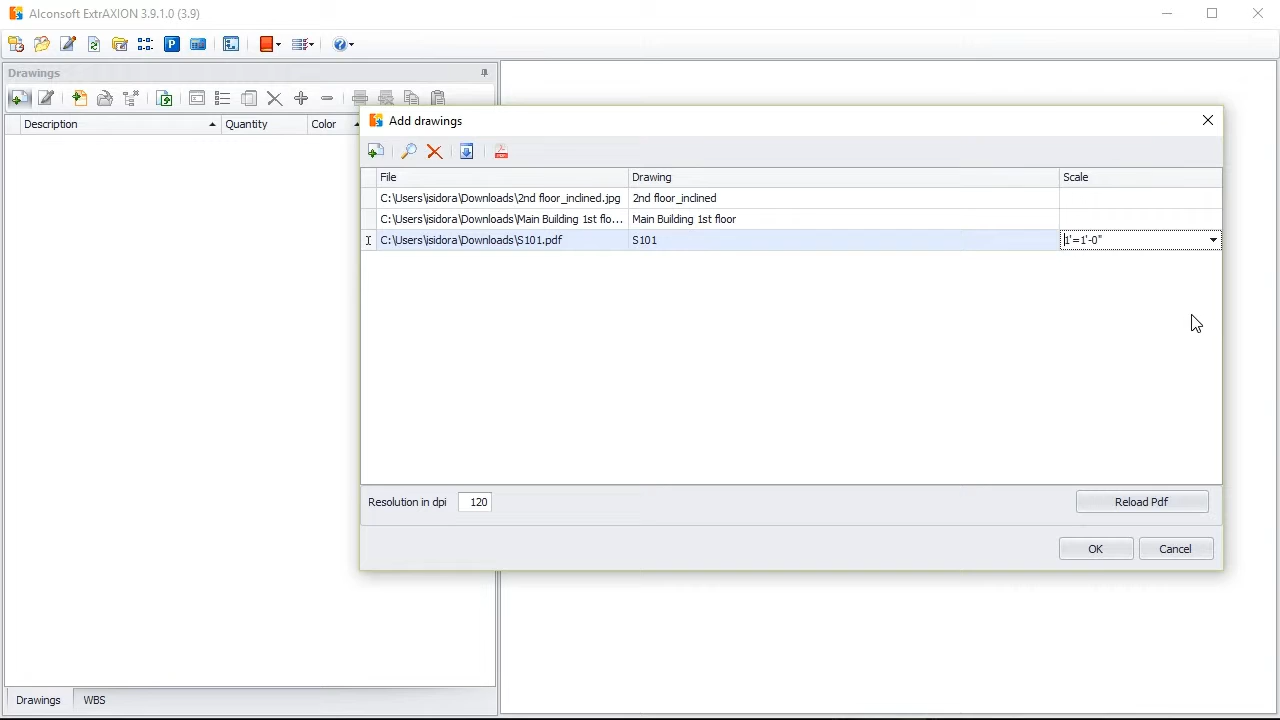 Alconsoft ExtrAXION 3.9.1.0 (3.9)
Drawings
Description Quantity Color
Add drawings
File Drawing Scale
C:\Users\isidora\Downloads\2nd floor_inclined.jpg 2nd floor_inclined
C:\Users\isidora\Downloads\Main Building 1st flo... Main Building 1st floor
C:\Users\isidora\Downloads\S101.pdf S101 1'=1'-0"
Resolution in dpi 120 Reload Pdf
OK Cancel
Drawings WBS